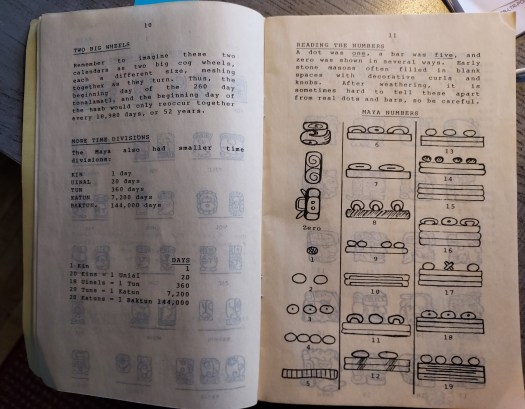 10
TWO BIG WHEELS
Remember to imagine these two
calendars as two big cog wheels,
each a different size, meshing
together as they turn. Thus, the
beginning day of the 260 day
tonalamatl, and the beginning day of
the haab would only reoccur together
every 18,980 days, or 52 years.
MORE TIME DIVISIONS
The Maya also had smaller time
divisions:
KIN 1 day
UINAL 20 days
TUN 360 days
KATUN 7,200 days
BAKTUN 144,000 days
DAYS
1 Kin 1
20 Kins = 1 Uinal 20
18 Uinals = 1 Tun 360
20 Tuns = 1 Katun 7,200
20 Katuns = 1 Baktun 144,000
11
READING THE NUMBERS
A dot was one, a bar was five, and
zero was shown in several ways. Early
stone masons often filled in blank
spaces with decorative curls and
knobs. After weathering, it is
sometimes hard to tell these apart
from real dots and bars, so be careful.
MAYA NUMBERS
Zero
1
2
3
4
5
6
7
8
9
10
11
12
13
14
15
16
17
18
19